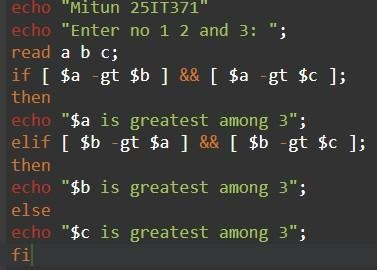 echo "Mitun 25IT371"
echo "Enter no 1 2 and 3: ";
read a b c;
if [ $a -gt $b ] && [ $a -gt $c ];
then
echo "$a is greatest among 3";
elif [ $b -gt $a ] && [ $b -gt $c ];
then
echo "$b is greatest among 3";
else
echo "$c is greatest among 3";
fi